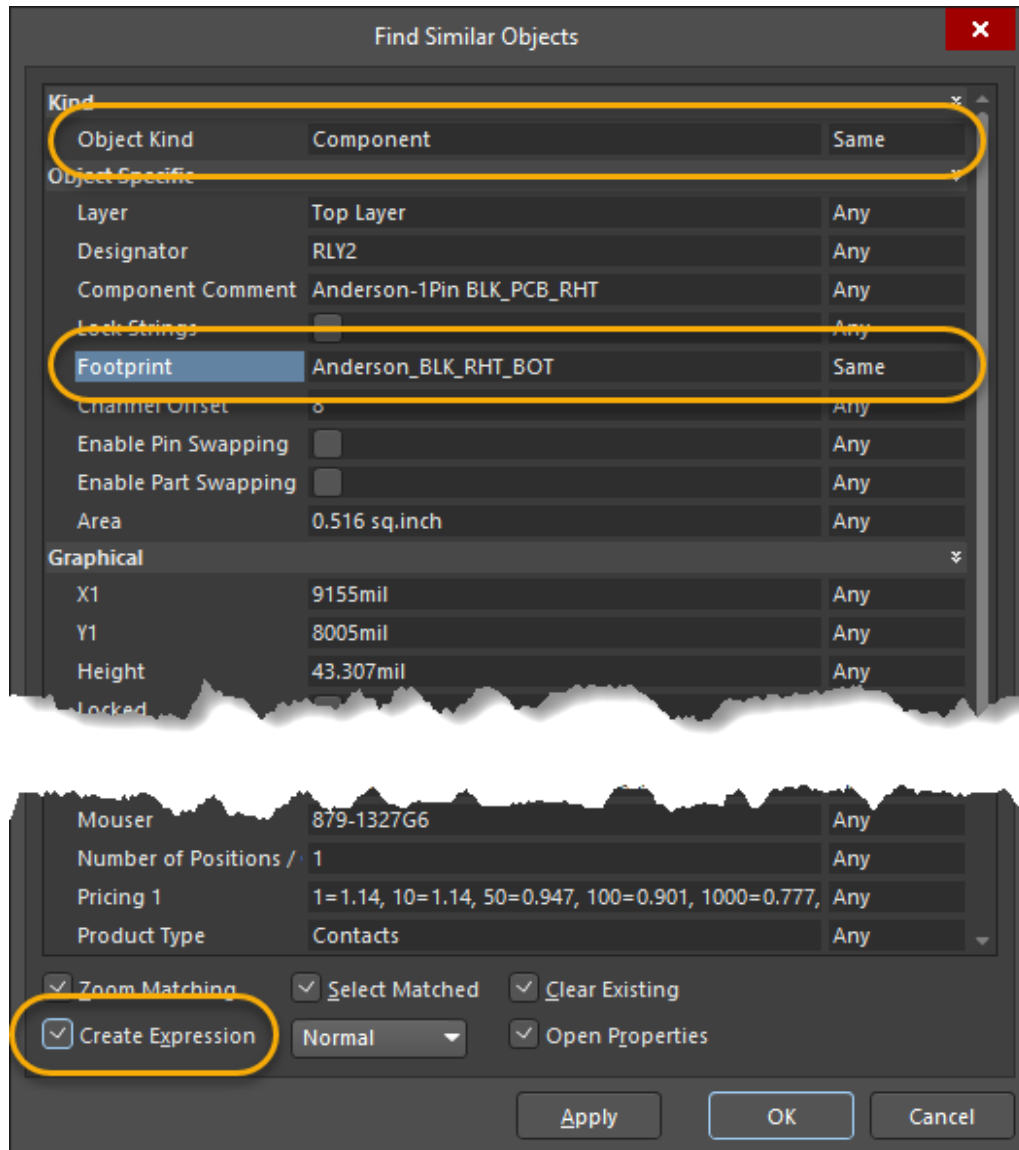 Find Similar Objects
Kind
Object Kind Component Same
Object Specific
Layer Top Layer Any
Designator RLY2 Any
Component Comment Anderson-1Pin BLK_PCB_RHT Any
Lock Strings Any
Footprint Anderson_BLK_RHT_BOT Same
Channel Offset 8 Any
Enable Pin Swapping Any
Enable Part Swapping Any
Area 0.516 sq.inch Any
Graphical
X1 9155mil Any
Y1 8005mil Any
Height 43.307mil Any
Locked
Mouser 879-1327G6 Any
Number of Positions / 1 Any
Pricing 1 1=1.14, 10=1.14, 50=0.947, 100=0.901, 1000=0.777, Any
Product Type Contacts Any
Zoom Matching Select Matched Clear Existing
Create Expression Normal Open Properties
Apply OK Cancel